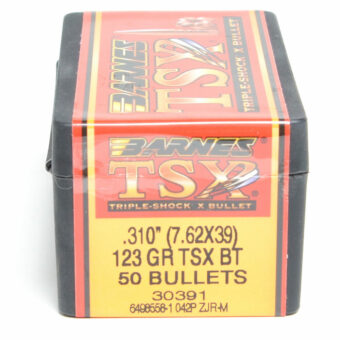 BARNES
TSX
TRIPLE-SHOCK X BULLET
BARNES
TSX®
TRIPLE-SHOCK X BULLET
.310" (7.62X39)
123 GR TSX BT
50 BULLETS
30391
6498558-1 042P ZJR-M